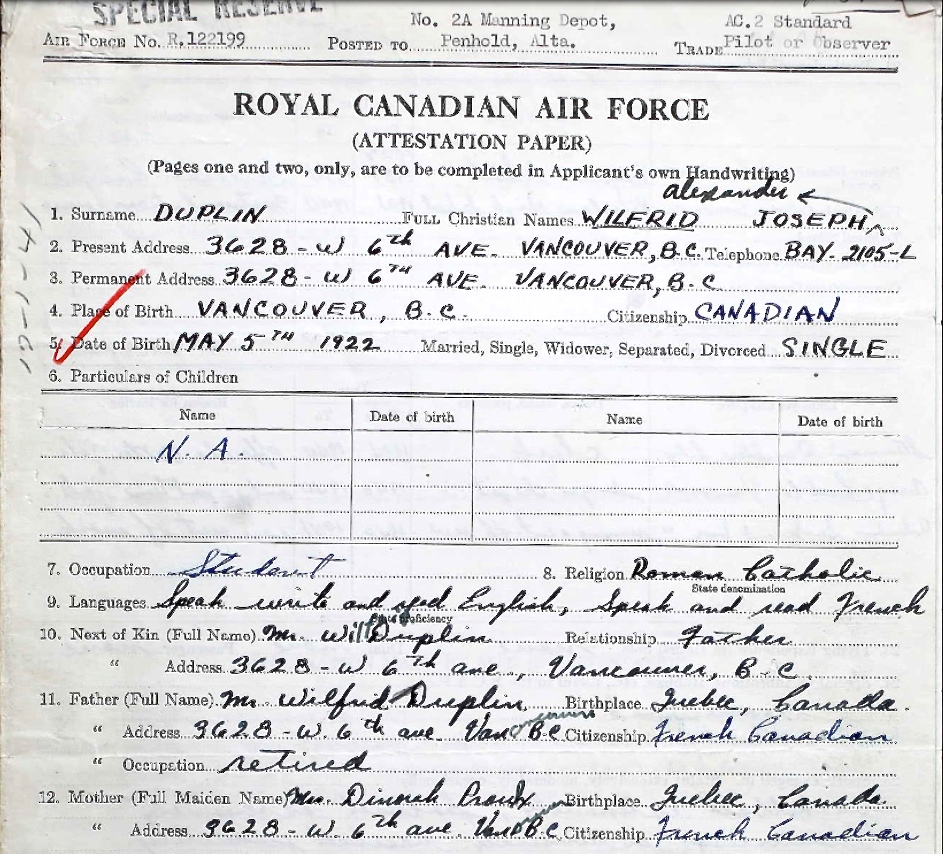 SPECIAL RESERVE
AIR FORCE NO. R.122199 POSTED TO No. 2A Manning Depot, Penhold, Alta. TRADE AC.2 Standard Pilot or Observer
ROYAL CANADIAN AIR FORCE
(ATTESTATION PAPER)
(Pages one and two, only, are to be completed in Applicant's own Handwriting)
Alexander
1. Surname DUPLIN FULL Christian Names WILFRID JOSEPH
2. Present Address 3628-W 6th AVE. VANCOUVER, B.C. Telephone BAY-2105-L
3. Permanent Address 3628-W 6TH AVE. VANCOUVER, B.C
4. Place of Birth VANCOUVER, B.C. Citizenship CANADIAN
5. Date of Birth MAY 5TH 1922 Married, Single, Widower, Separated, Divorced SINGLE
6. Particulars of Children
Name Date of birth Name Date of birth
N.A.
7. Occupation Student 8. Religion Roman Catholic
State denomination
9. Languages Speak write and read English, Speak and read French
State proficiency
10. Next of Kin (Full Name) Mr. Duplin Relationship Father
" Address 3628-W 6th ave., Vancouver, B-C.
11. Father (Full Name) Mr. Wilfrid Duplin Birthplace Quebec, Canada.
" Address 3628-W. 6th ave. Vancouver B.C. Citizenship French Canadian
" Occupation retired
12. Mother (Full Maiden Name) Mrs. Dinorah Proulx Birthplace Quebec, Canada.
" Address 3628-W. 6th ave. Van B.C Citizenship French Canadian